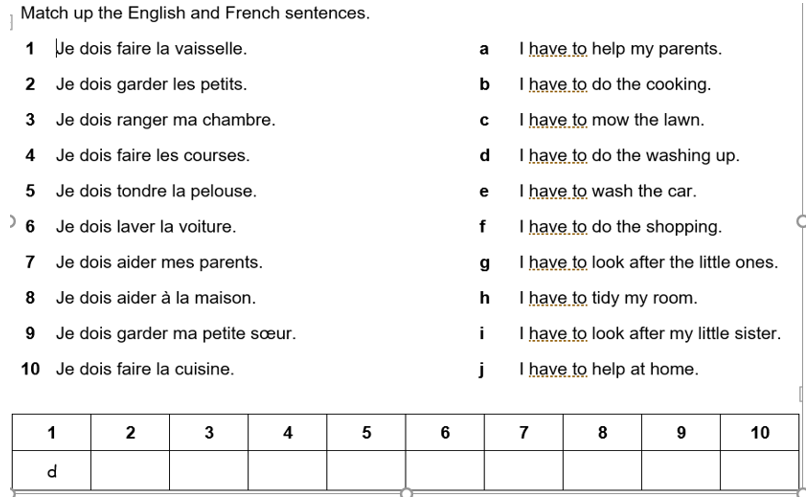 Match up the English and French sentences.
1 Je dois faire la vaisselle. a I have to help my parents.
2 Je dois garder les petits. b I have to do the cooking.
3 Je dois ranger ma chambre. c I have to mow the lawn.
4 Je dois faire les courses. d I have to do the washing up.
5 Je dois tondre la pelouse. e I have to wash the car.
6 Je dois laver la voiture. f I have to do the shopping.
7 Je dois aider mes parents. g I have to look after the little ones.
8 Je dois aider à la maison. h I have to tidy my room.
9 Je dois garder ma petite sœur. i I have to look after my little sister.
10 Je dois faire la cuisine. j I have to help at home.
1 2 3 4 5 6 7 8 9 10
d